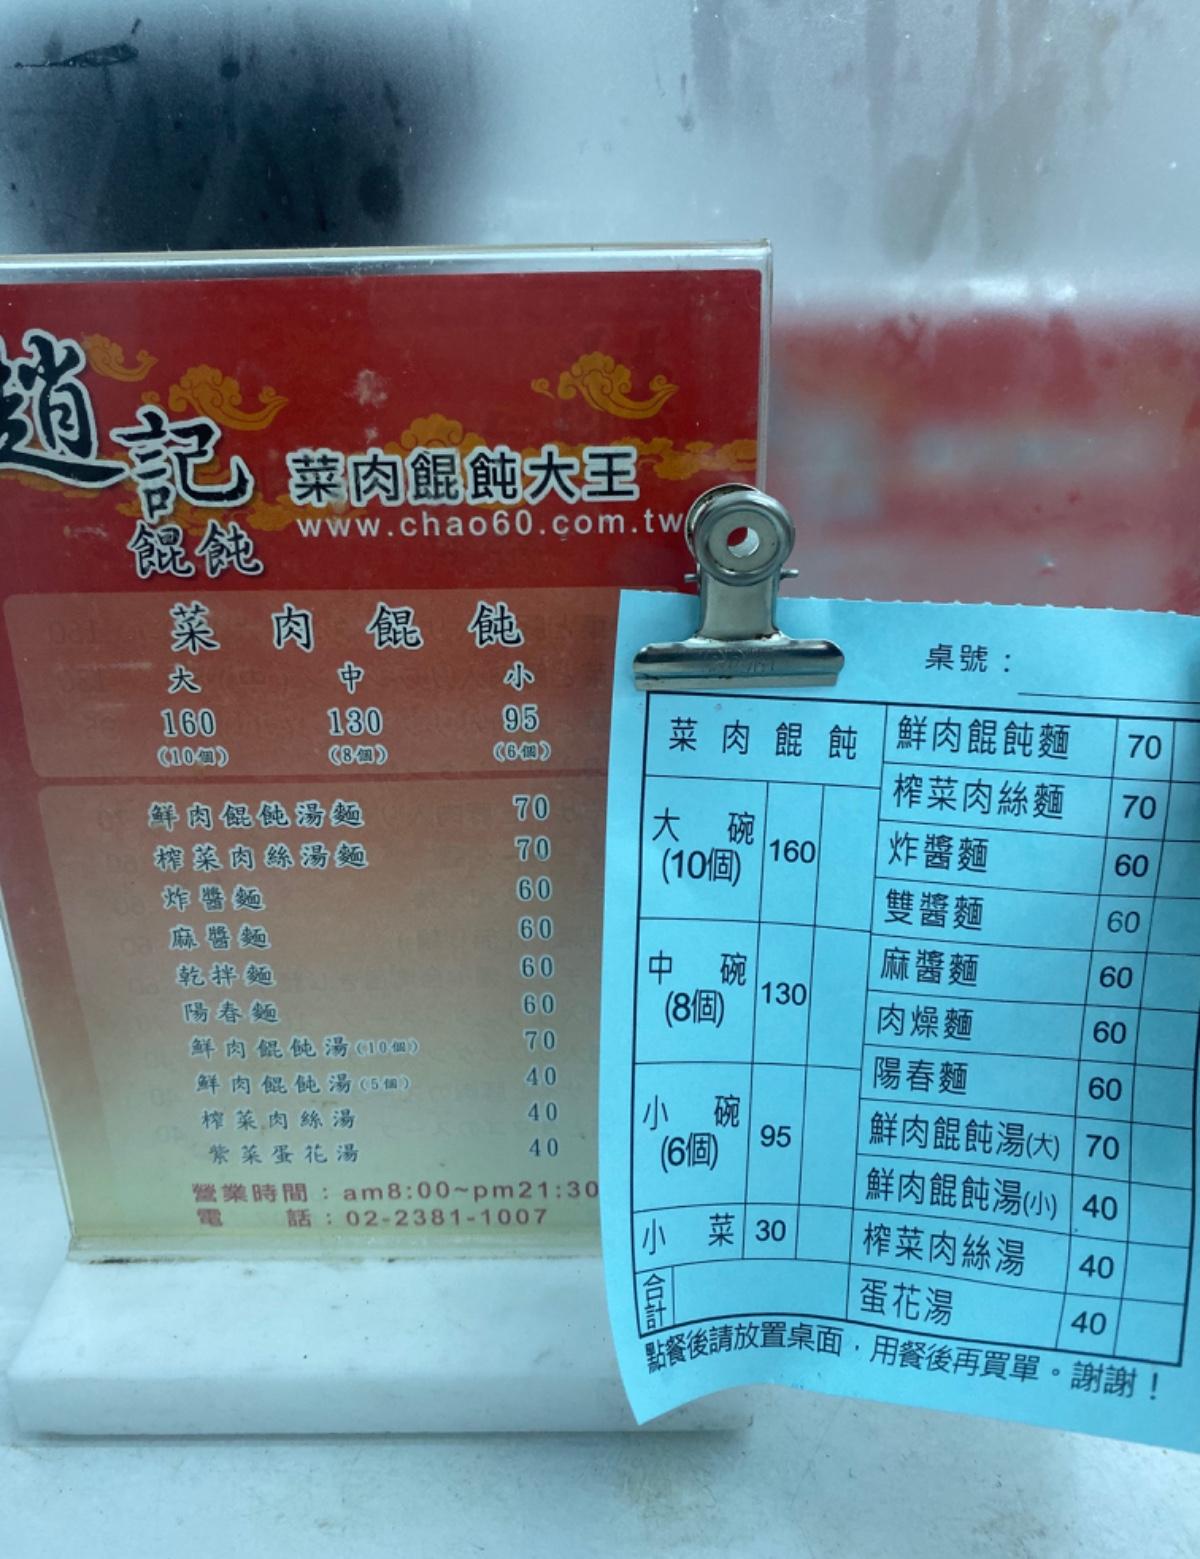 趙記
餛飩
菜肉餛飩大王
www.chao60.com.tw
菜肉餛飩
大 中 小
160 130 95
(10個) (8個) (6個)
鮮肉餛飩湯麵 70
榨菜肉絲湯麵 70
炸醬麵 60
麻醬麵 60
乾拌麵 60
陽春麵 60
鮮肉餛飩湯(10個) 70
鮮肉餛飩湯(5個) 40
榨菜肉絲湯 40
紫菜蛋花湯 40
營業時間：am8:00~pm21:30
電 話：02-2381-1007
桌號：
菜肉餛飩
大碗 (10個) 160
中碗 (8個) 130
小碗 (6個) 95
小菜 30
合計
鮮肉餛飩麵 70
榨菜肉絲麵 70
炸醬麵 60
雙醬麵 60
麻醬麵 60
肉燥麵 60
陽春麵 60
鮮肉餛飩湯(大) 70
鮮肉餛飩湯(小) 40
榨菜肉絲湯 40
蛋花湯 40
點餐後請放置桌面，用餐後再買單。謝謝！